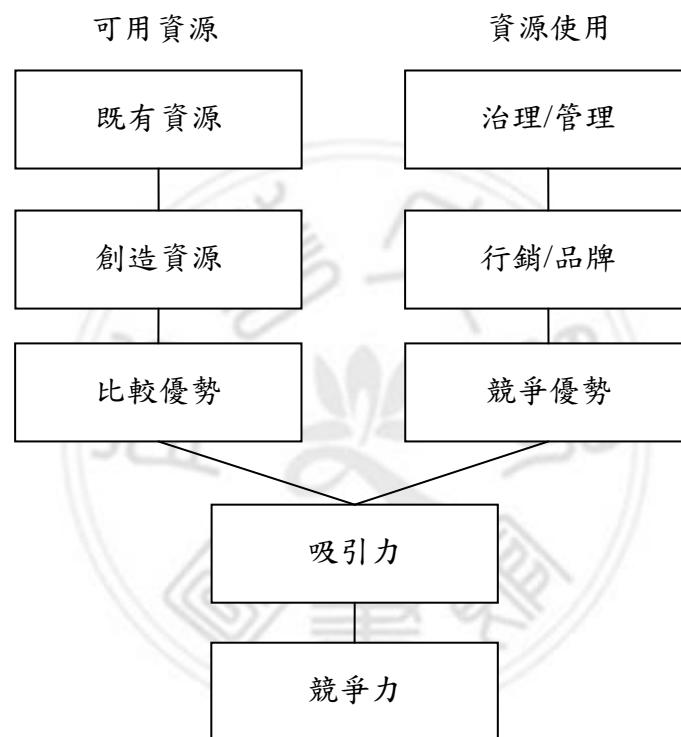 可用資源
資源使用
既有資源
治理/管理
創造資源
行銷/品牌
比較優勢
競爭優勢
吸引力
競爭力